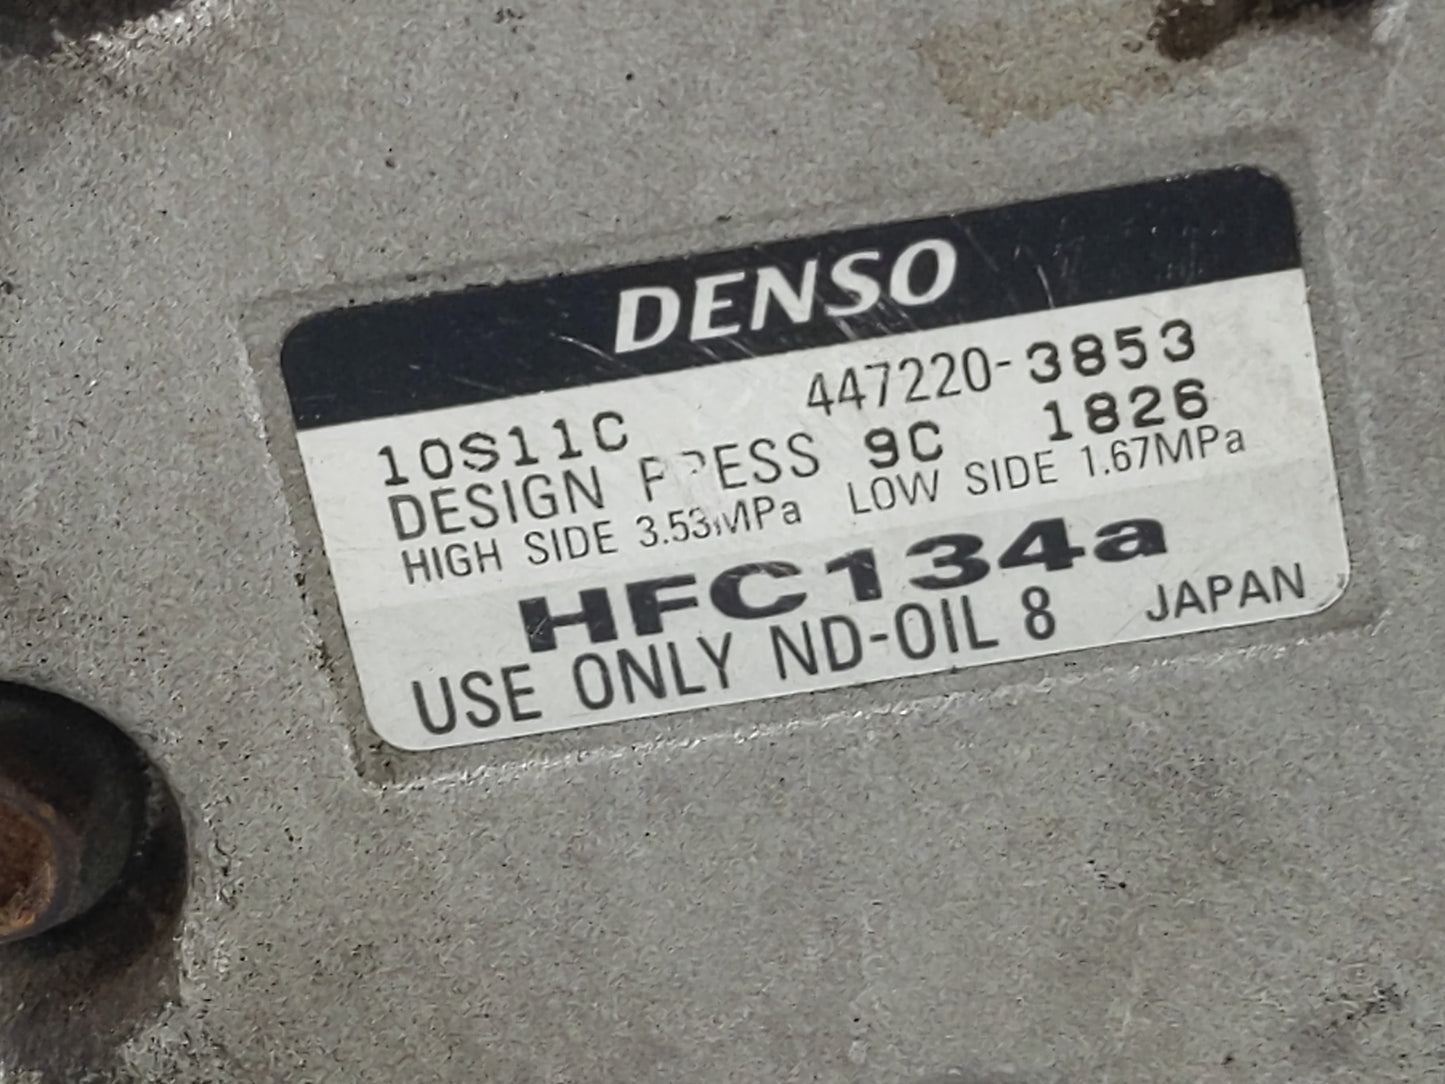 DENSO
10S11C 447220-3853
DESIGN PRESS 9C 1826
HIGH SIDE 3.53MPa LOW SIDE 1.67MPa
HFC134a
USE ONLY ND-OIL 8 JAPAN